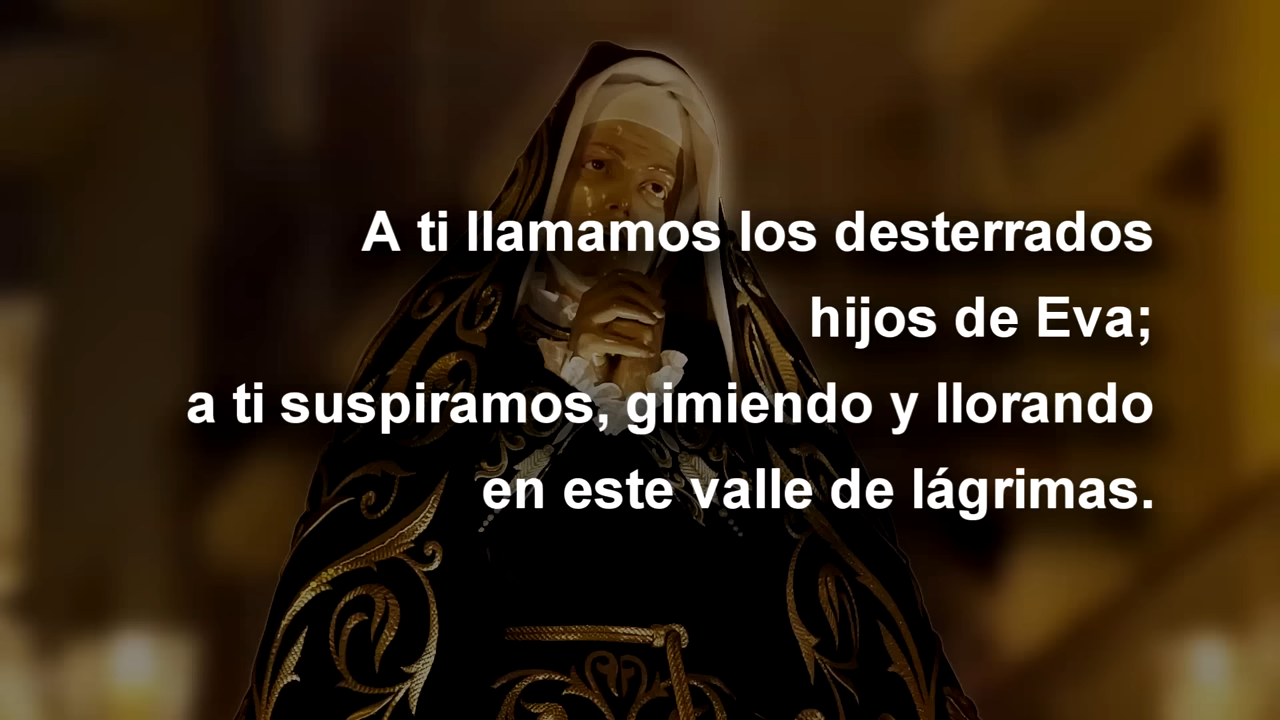 A ti llamamos los desterrados
hijos de Eva;
a ti suspiramos, gimiendo y llorando
en este valle de lágrimas.